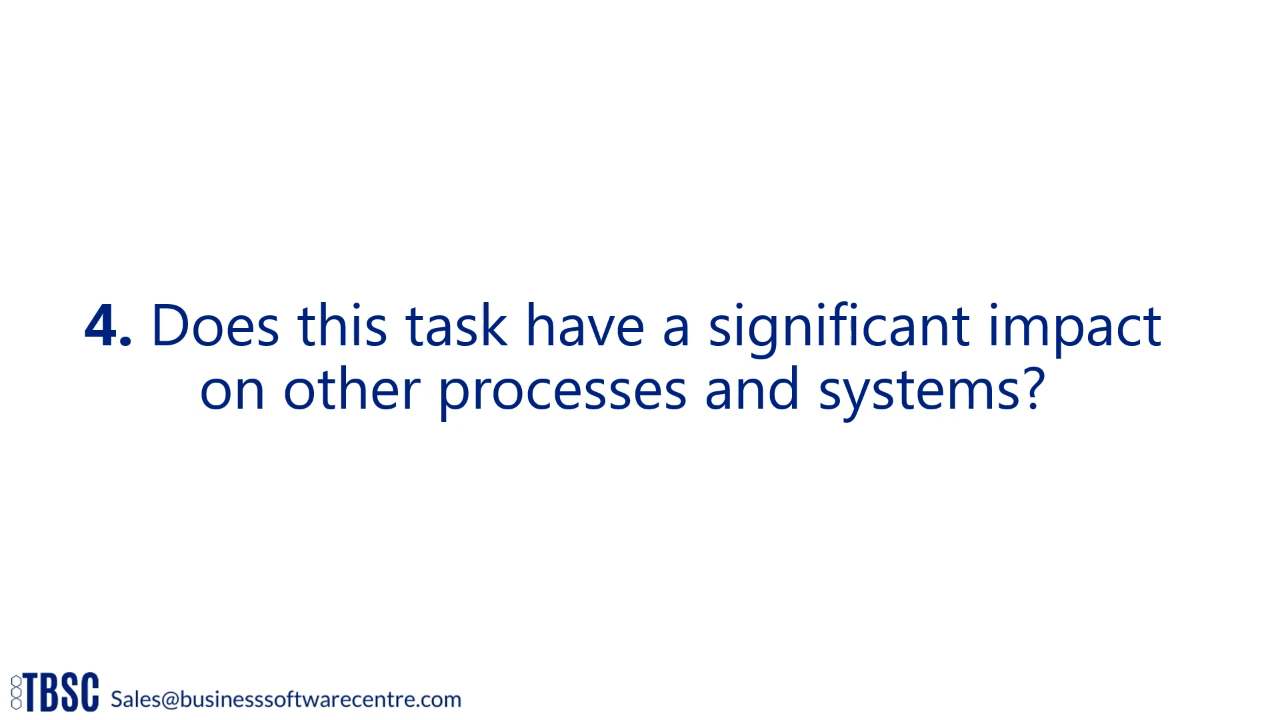 4. Does this task have a significant impact
on other processes and systems?
TBSC Sales@businesssoftwarecentre.com